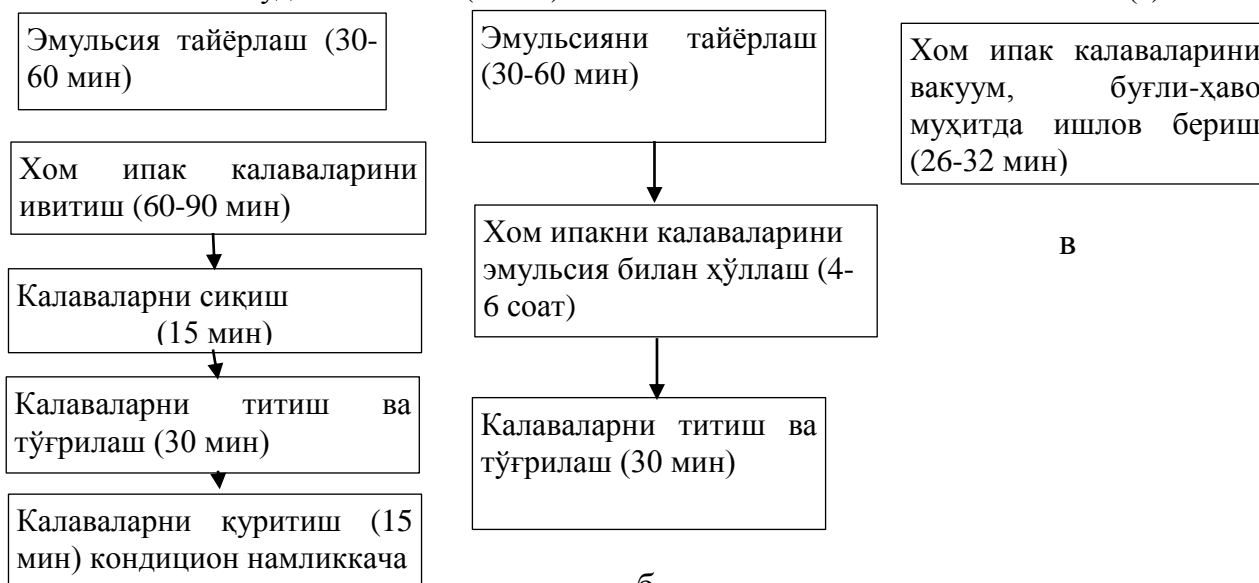 Эмульсия тайёрлаш (30-
60 мин)
Хом ипак калаваларини
ивитиш (60-90 мин)
Калаваларни сиқиш
(15 мин)
Калаваларни титиш ва
тўғрилаш (30 мин)
Калаваларни қуритиш (15
мин) кондицион намликкача
Эмульсияни тайёрлаш
(30-60 мин)
Хом ипакни калаваларини
эмульсия билан ҳўллаш (4-
6 соат)
Калаваларни титиш ва
тўғрилаш (30 мин)
б
Хом ипак калаваларини
вакуум, буғли-ҳаво
муҳитда ишлов бериш
(26-32 мин)
в